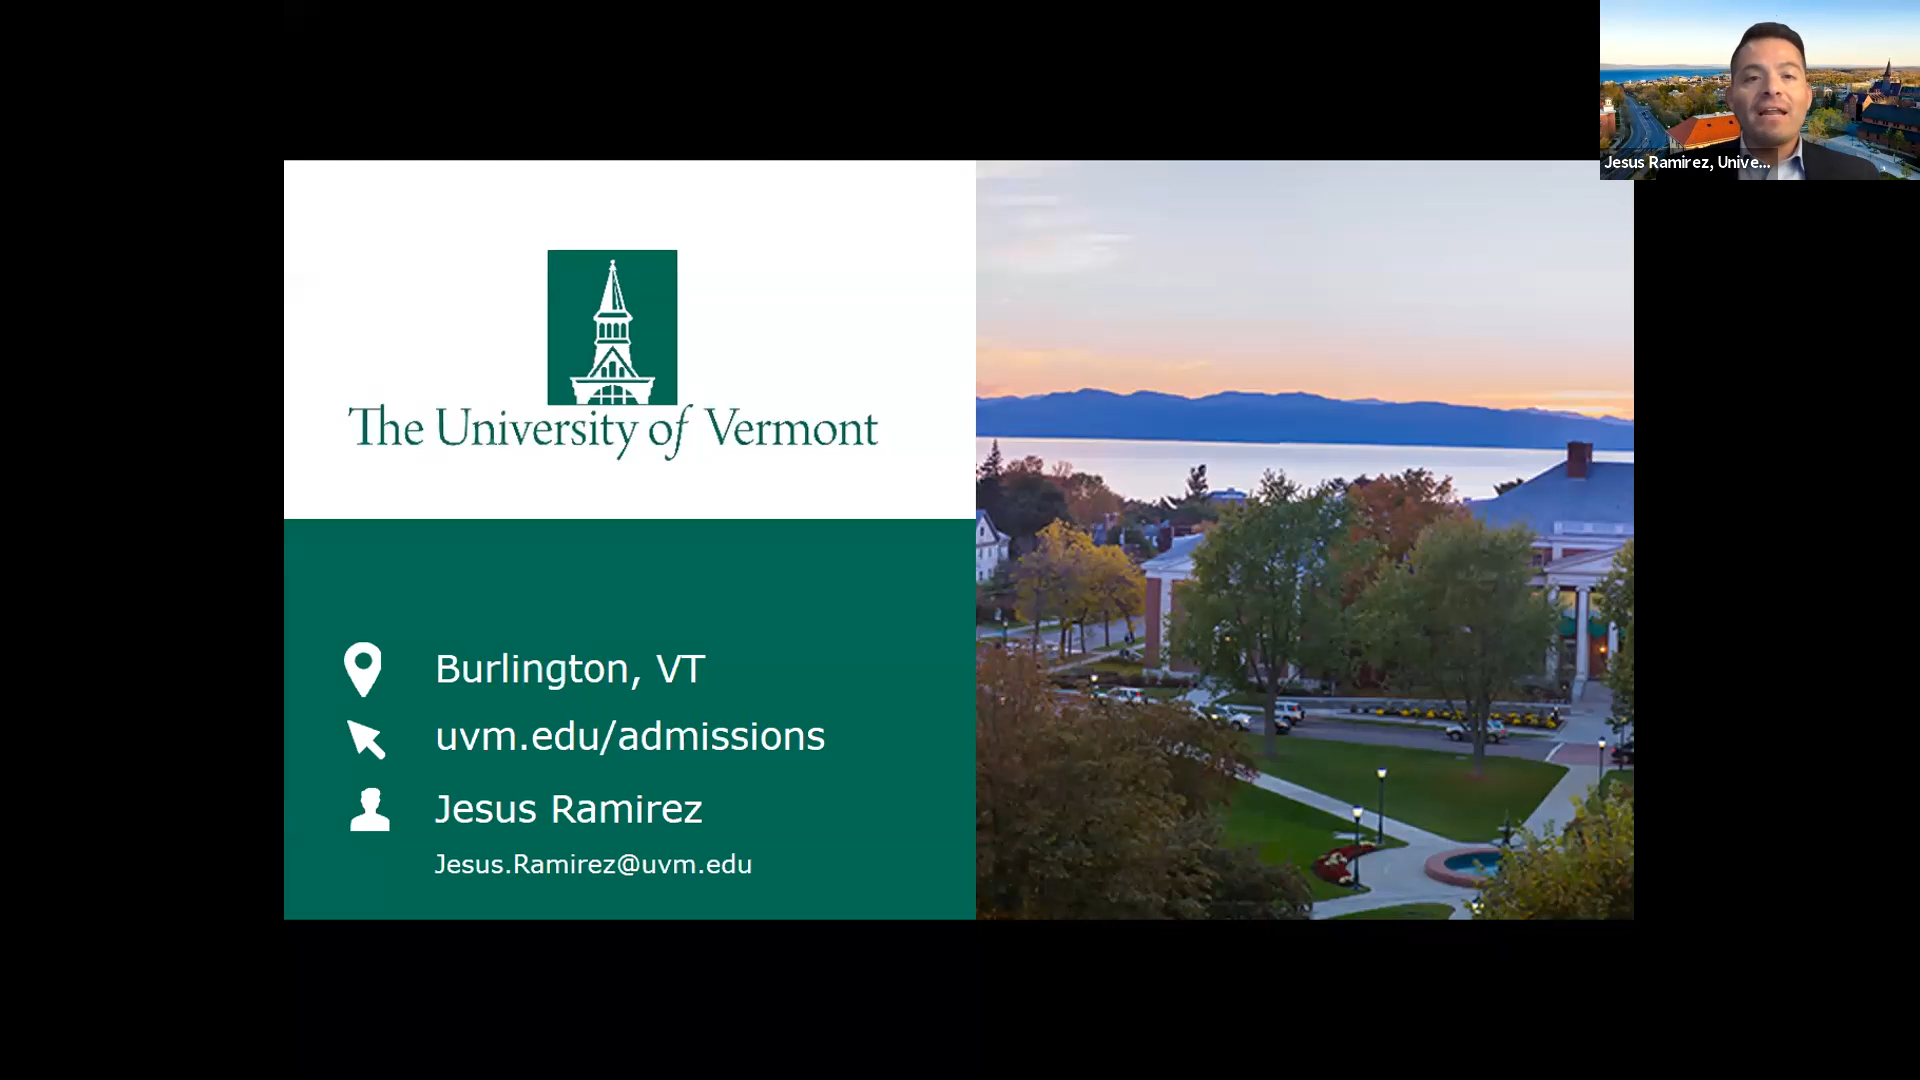 Jesus Ramirez, Unive...
The University of Vermont
Burlington, VT
uvm.edu/admissions
Jesus Ramirez
Jesus.Ramirez@uvm.edu